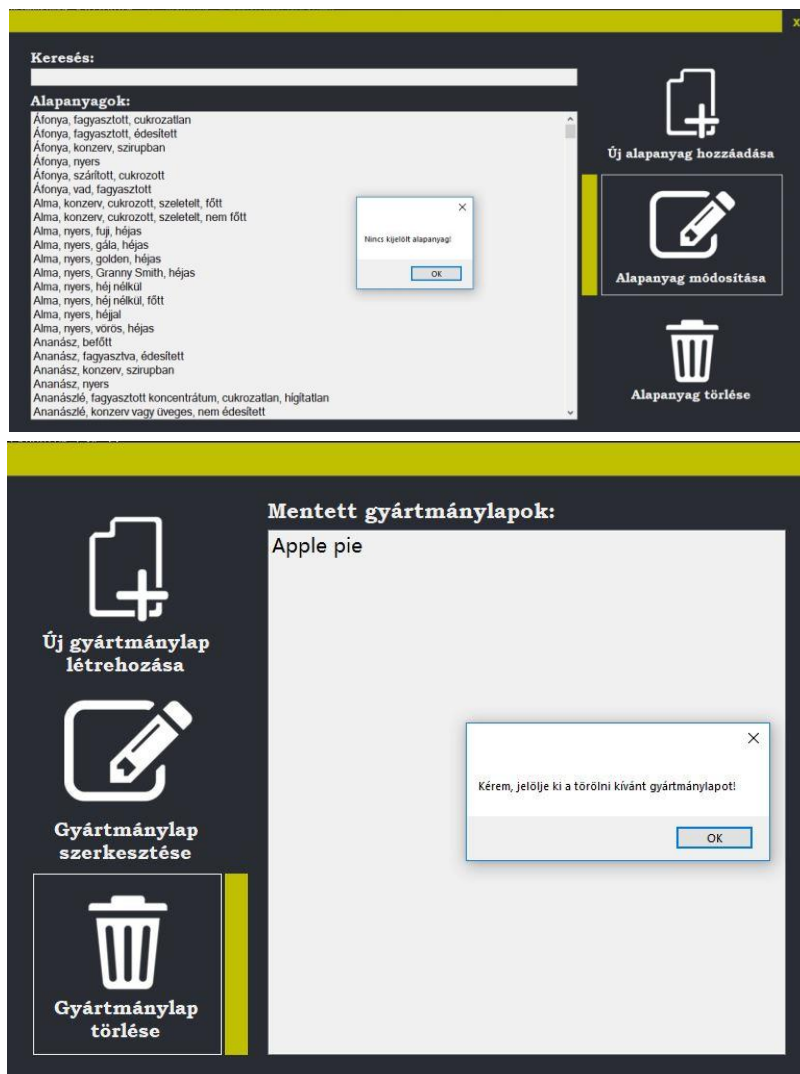 x
Keresés:
Alapanyagok:
Áfonya, fagyasztott, cukrozatlan
Áfonya, fagyasztott, édesített
Áfonya, konzerv, szirupban
Áfonya, nyers
Áfonya, szárított, cukrozott
Áfonya, vad, fagyasztott
Alma, konzerv, cukrozott, szeletelt, főtt
Alma, konzerv, cukrozott, szeletelt, nem főtt
Alma, nyers, fuji, héjas
Alma, nyers, gála, héjas
Alma, nyers, golden, héjas
Alma, nyers, Granny Smith, héjas
Alma, nyers, héj nélkül
Alma, nyers, héj nélkül, főtt
Alma, nyers, héjjal
Alma, nyers, vörös, héjas
Ananász, befőtt
Ananász, fagyasztva, édesített
Ananász, konzerv, szirupban
Ananász, nyers
Ananászlé, fagyasztott koncentrátum, cukrozatlan, hígítatlan
Ananászlé, konzerv vagy üveges, nem édesített
Nincs kijelölt alapanyag!
OK
Új alapanyag hozzáadása
Alapanyag módosítása
Alapanyag törlése
Új gyártmánylap
létrehozása
Gyártmánylap
szerkesztése
Gyártmánylap
törlése
Mentett gyártmánylapok:
Apple pie
Kérem, jelölje ki a törölni kívánt gyártmánylapot!
OK